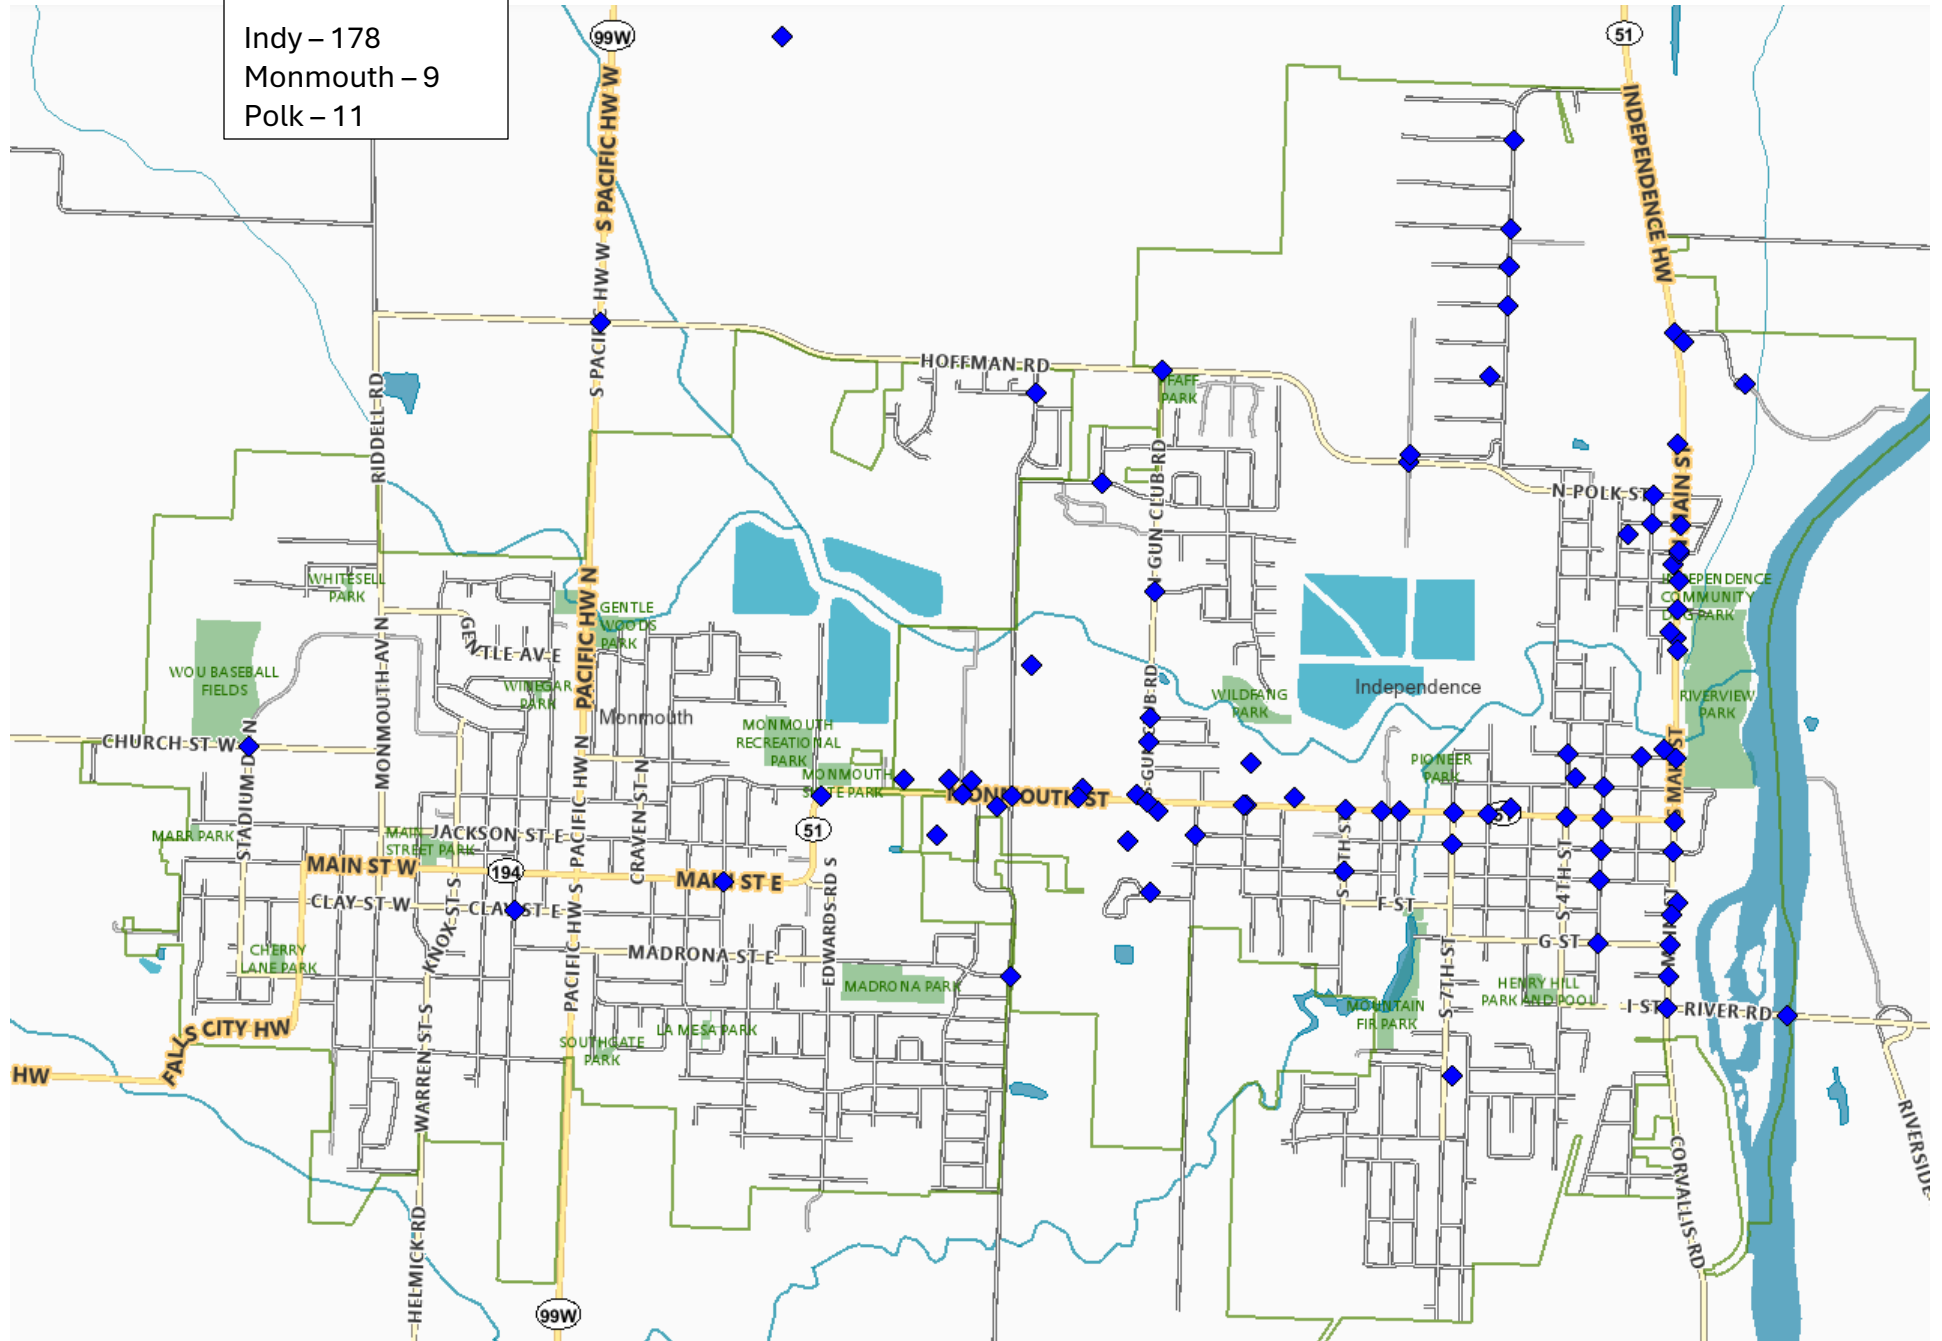 Indy – 178
Monmouth – 9
Polk – 11
99W
51
S PACIFIC HW W
INDEPENDENCE HW
S PACIFIC HW W
HOFFMAN RD
RIDDELL RD
FAFF
PARK
N GUN CLUB RD
N POLK ST
MAIN ST
WHITESELL
PARK
GENTLE
WOODS
PARK
INDEPENDENCE
COMMUNITY
DOG PARK
PACIFIC HW N
MONMOUTH AV N
GENTLE AV E
WOU BASEBALL
FIELDS
WINEGAR
PARK
Monmouth
Independence
WILDFANG
PARK
RIVERVIEW
PARK
MONMOUTH
RECREATIONAL
PARK
CHURCH ST W
STADIUM DR N
PACIFIC HW N
CRAVEN ST N
MONMOUTH
STATE PARK
MONMOUTH ST
S GUN CLUB RD
PIONEER
PARK
51
S MAIN ST
MARR PARK
MAIN
STREET PARK
JACKSON ST E
51
MAIN ST W
194
MAIN ST E
CLAY ST W
CLAY ST E
KNOX ST S
PACIFIC HW S
EDWARDS RD S
F ST
S 4TH ST
G ST
CHERRY
LANE PARK
MADRONA ST E
MADRONA PARK
S 7TH ST
HENRY HILL
PARK AND POOL
MOUNTAIN
FIR PARK
I ST
RIVER RD
FALLS CITY HW
LA MESA PARK
SOUTHGATE
PARK
HW
WARREN ST S
HELMICK RD
CORVALLIS RD
99W